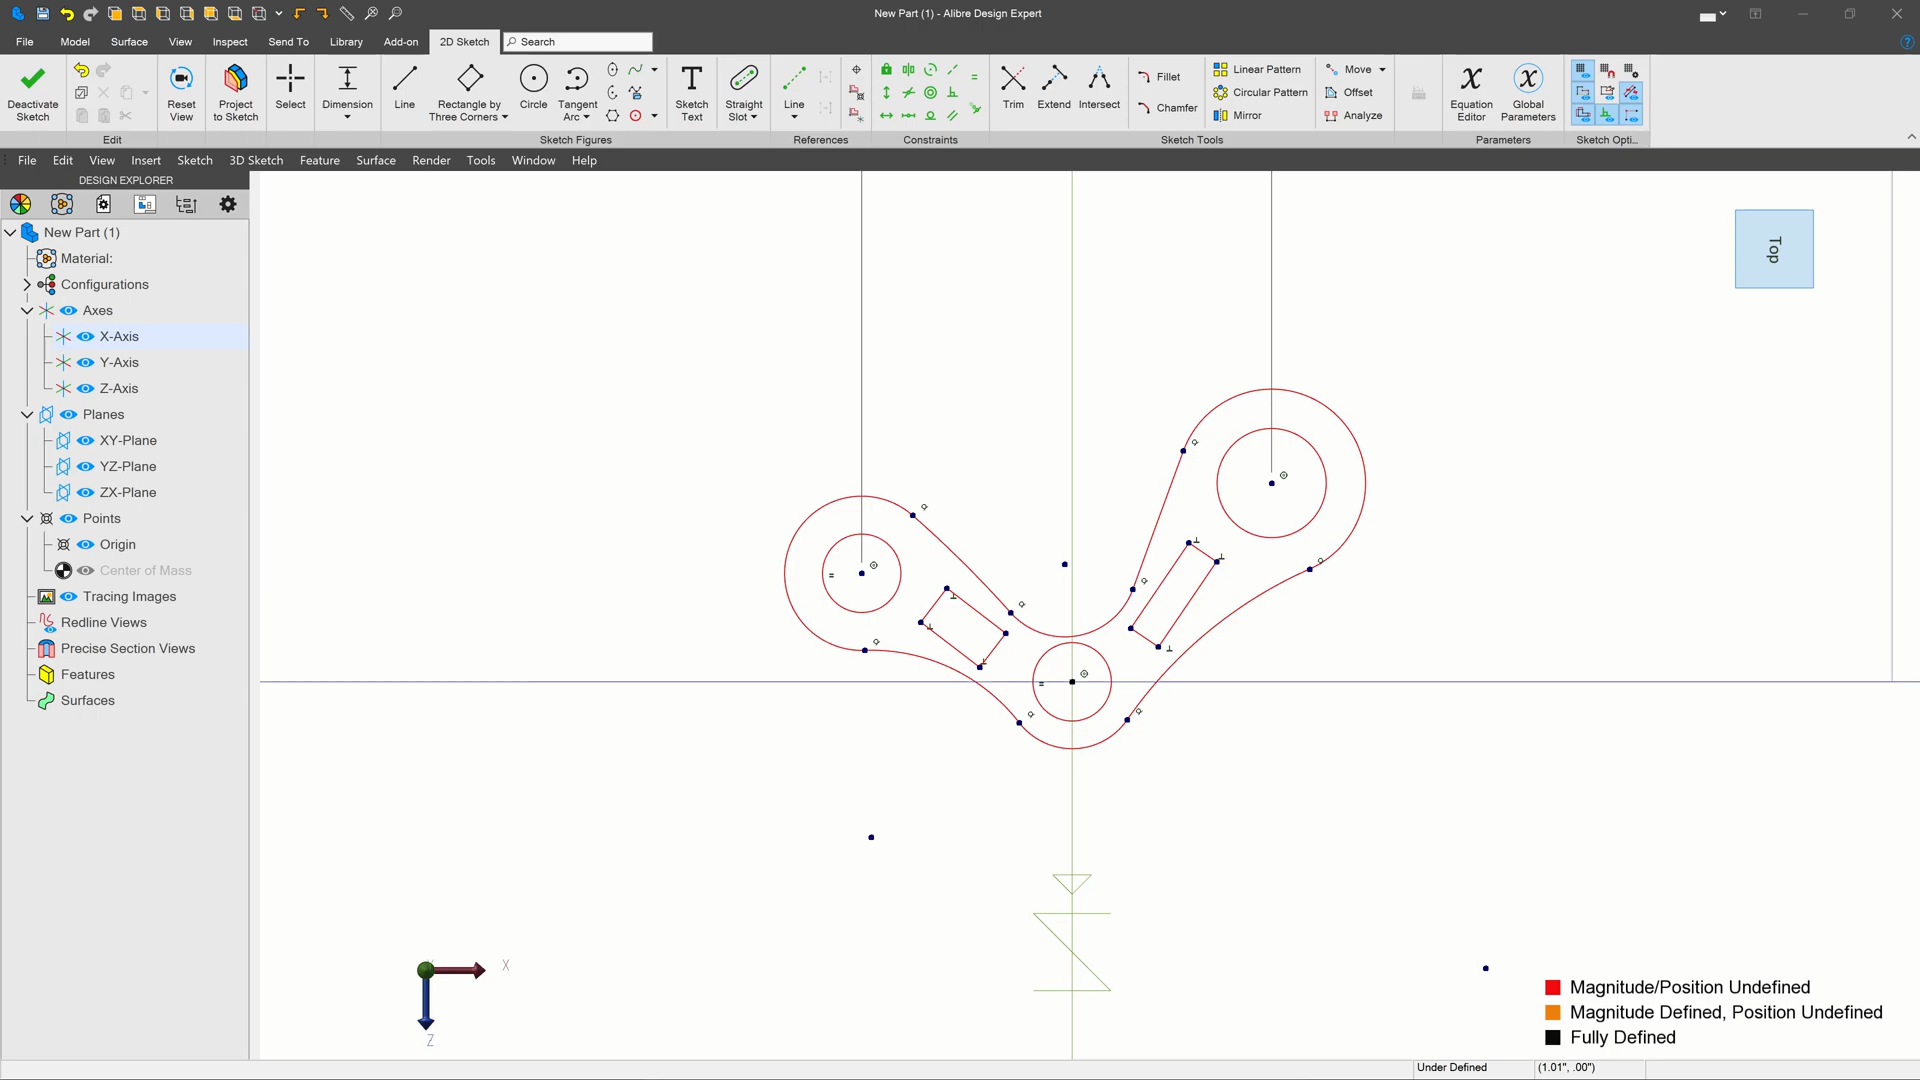 New Part (1) - Alibre Design Expert
File Model Surface View Inspect Send To Library Add-on 2D Sketch Search
Deactivate Sketch
Edit
Reset View
Project to Sketch
Select
Dimension
Line
Rectangle by Three Corners
Circle
Tangent Arc
Sketch Figures
Sketch Text
Straight Slot
Line
References
Constraints
Trim
Extend
Intersect
Fillet
Chamfer
Linear Pattern
Circular Pattern
Mirror
Move
Offset
Analyze
Sketch Tools
Equation Editor
Global Parameters
Parameters
Sketch Opti...
File Edit View Insert Sketch 3D Sketch Feature Surface Render Tools Window Help
DESIGN EXPLORER
New Part (1)
Material:
Configurations
Axes
X-Axis
Y-Axis
Z-Axis
Planes
XY-Plane
YZ-Plane
ZX-Plane
Points
Origin
Center of Mass
Tracing Images
Redline Views
Precise Section Views
Features
Surfaces
Top
Z
X
Z
Magnitude/Position Undefined
Magnitude Defined, Position Undefined
Fully Defined
Under Defined (1.01", .00")